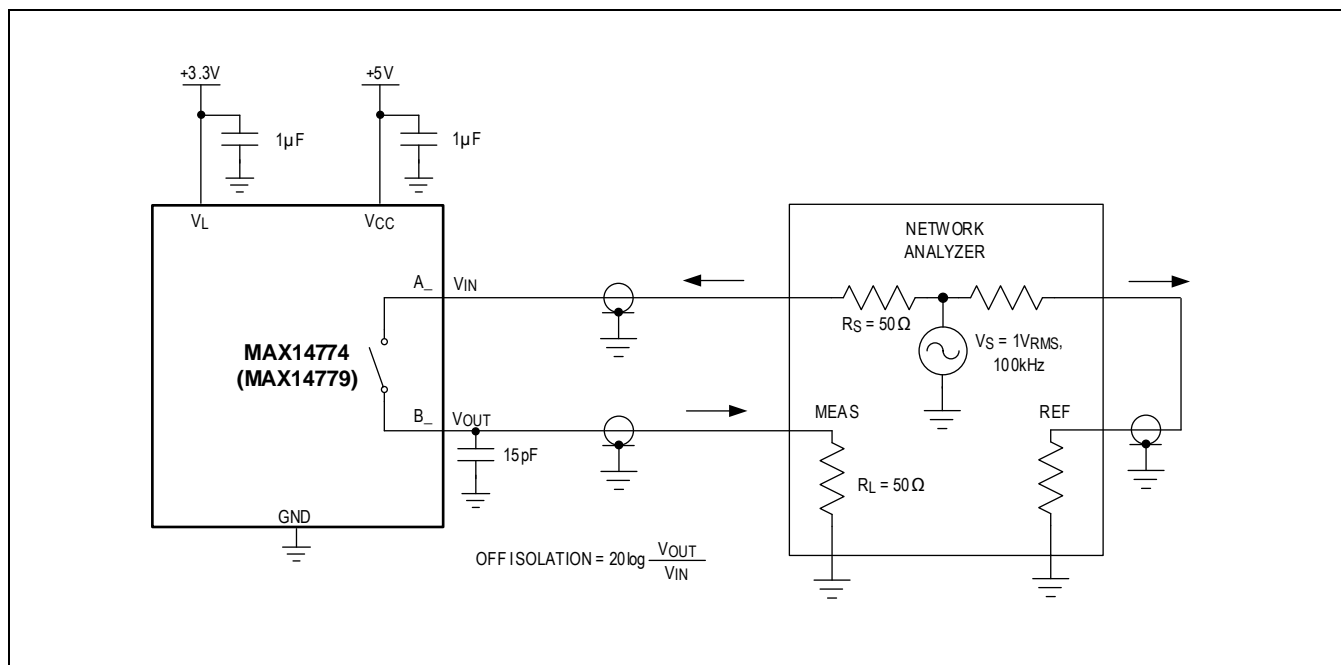 +3.3V
+5V
1µF
1µF
VL
VCC
NETWORK
ANALYZER
A_
VIN
RS = 50Ω
VS = 1VRMS,
100kHz
MAX14774
(MAX14779)
B_
VOUT
MEAS
REF
15pF
RL = 50Ω
GND
OFF ISOLATION = 20log VOUT
VIN